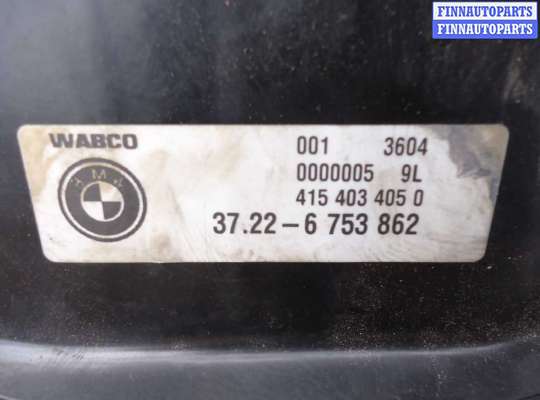 FINNAUTOPARTS
FINNAUTOPARTS
WABCO
001 3604
0000005 9L
415 403 405 0
37.22–6 753 862